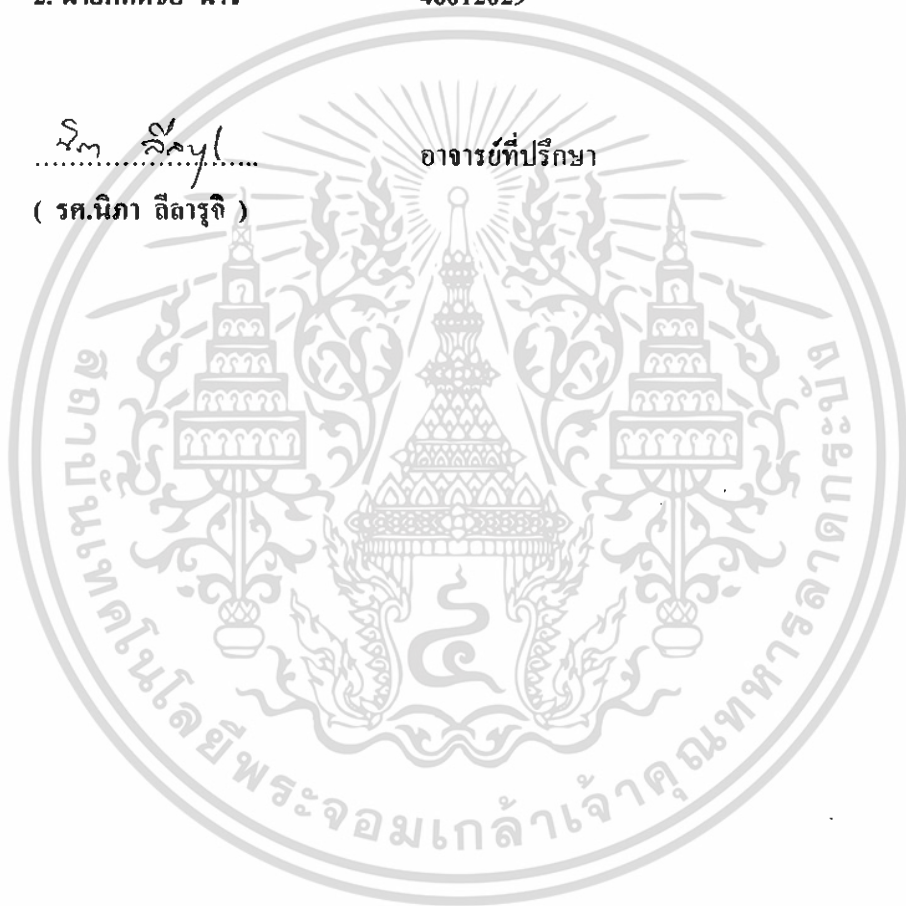 อาจารย์ที่ปรึกษา
( รศ.นิภา ลีลารุจิ )
สถาบันเทคโนโลยีพระจอมเกล้าเจ้าคุณทหารลาดกระบัง
๔